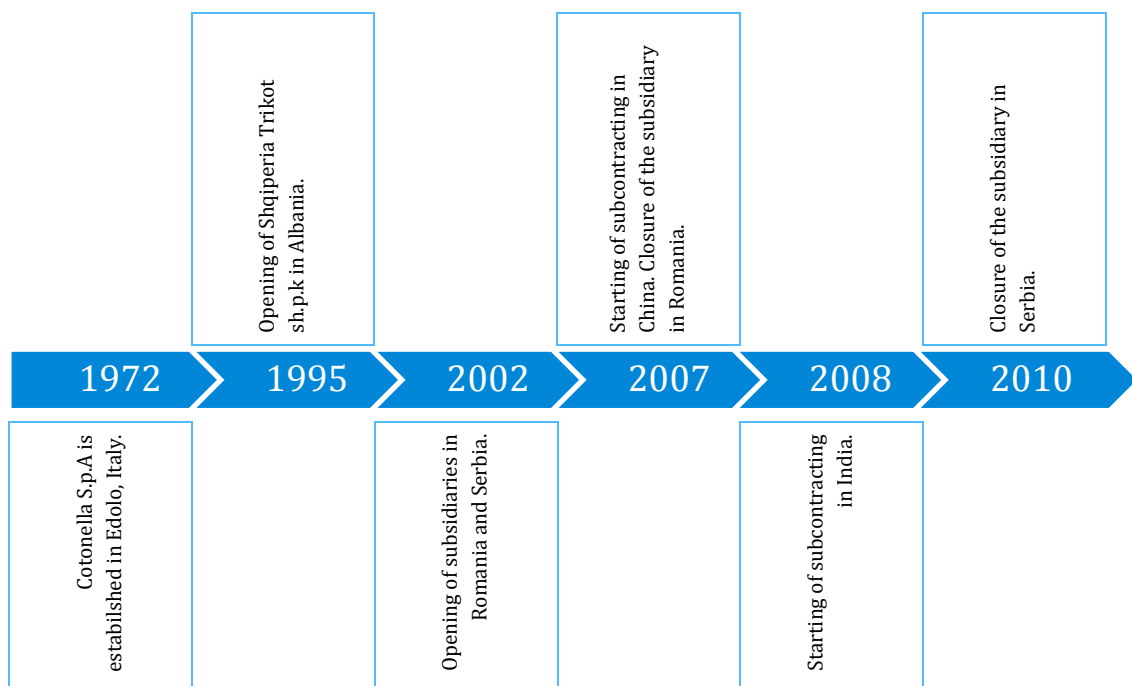 1972
Cotonella S.p.A is
estabilshed in Edolo, Italy.
1995
Opening of Shqiperia Trikot
sh.p.k in Albania.
2002
Opening of subsidiaries in
Romania and Serbia.
2007
Starting of subcontracting in
China. Closure of the subsidiary
in Romania.
2008
Starting of subcontracting
in India.
2010
Closure of the subsidiary in
Serbia.